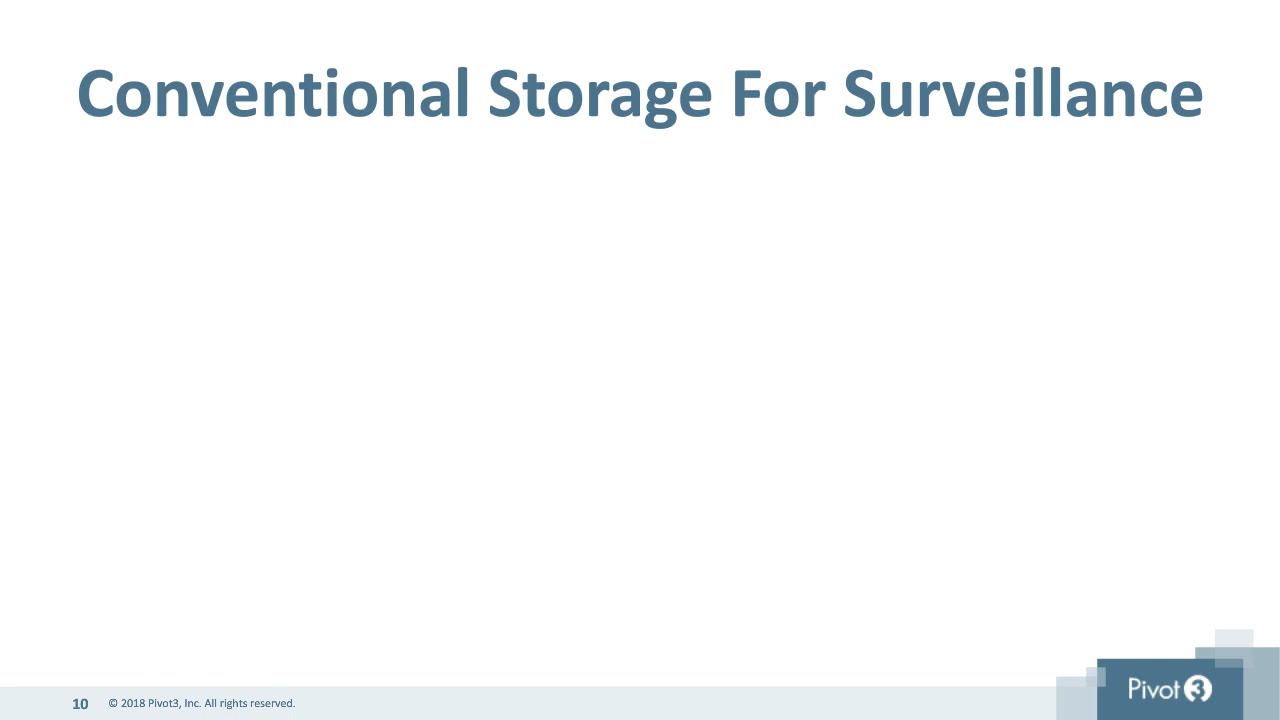 Conventional Storage For Surveillance
10 © 2018 Pivot3, Inc. All rights reserved.
Pivot3